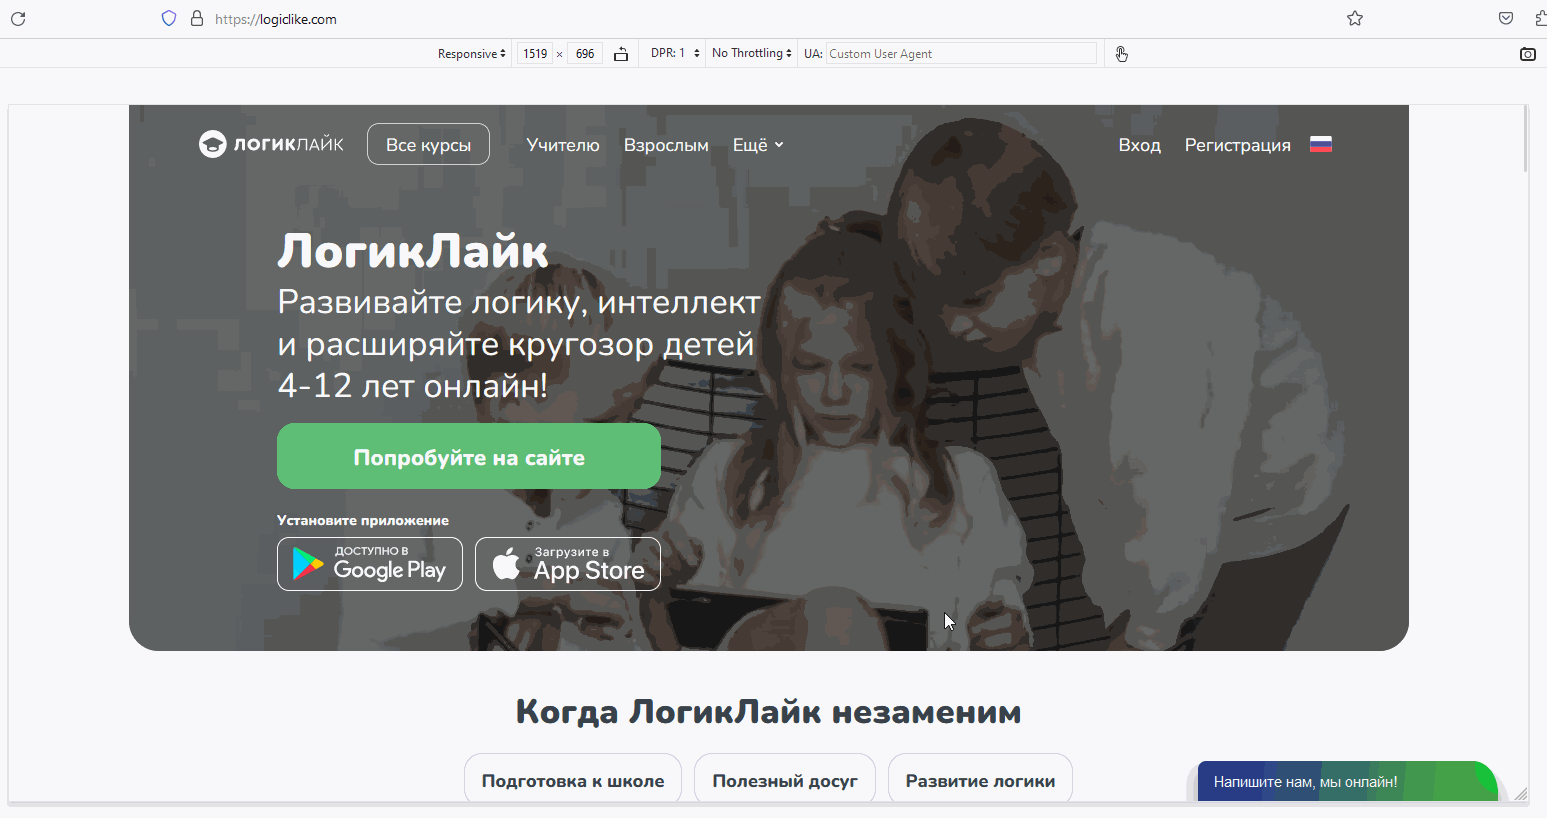 https://logiclike.com
Responsive 1519 × 696 DPR: 1 No Throttling UA: Custom User Agent
ЛОГИКЛАЙК Все курсы Учителю Взрослым Ещё Вход Регистрация
ЛогикЛайк
Развивайте логику, интеллект
и расширяйте кругозор детей
4-12 лет онлайн!
Попробуйте на сайте
Установите приложение
ДОСТУПНО В
Google Play
Загрузите в
App Store
Когда ЛогикЛайк незаменим
Подготовка к школе Полезный досуг Развитие логики
Напишите нам, мы онлайн!